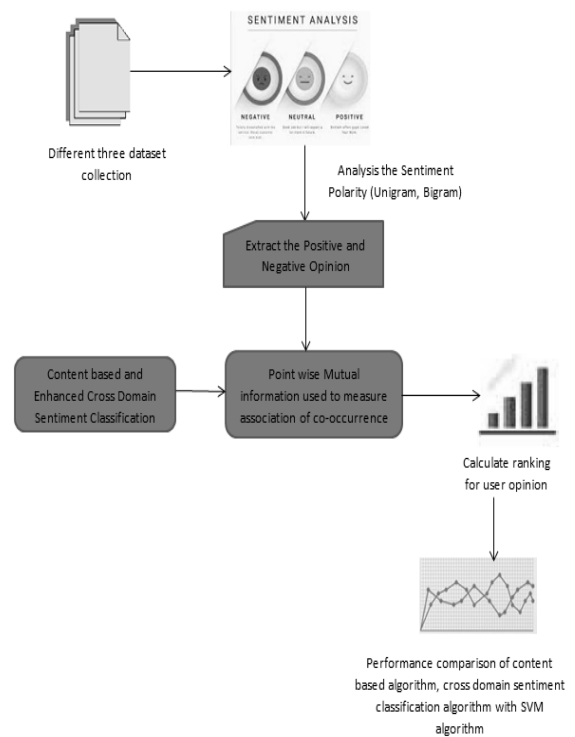 SENTIMENT ANALYSIS
NEGATIVE
NEUTRAL
POSITIVE
Different three dataset
collection
Analysis the Sentiment
Polarity (Unigram, Bigram)
Extract the Positive and
Negative Opinion
Content based and
Enhanced Cross Domain
Sentiment Classification
Point wise Mutual
information used to measure
association of co-occurrence
Calculate ranking
for user opinion
Performance comparison of content
based algorithm, cross domain sentiment
classification algorithm with SVM
algorithm